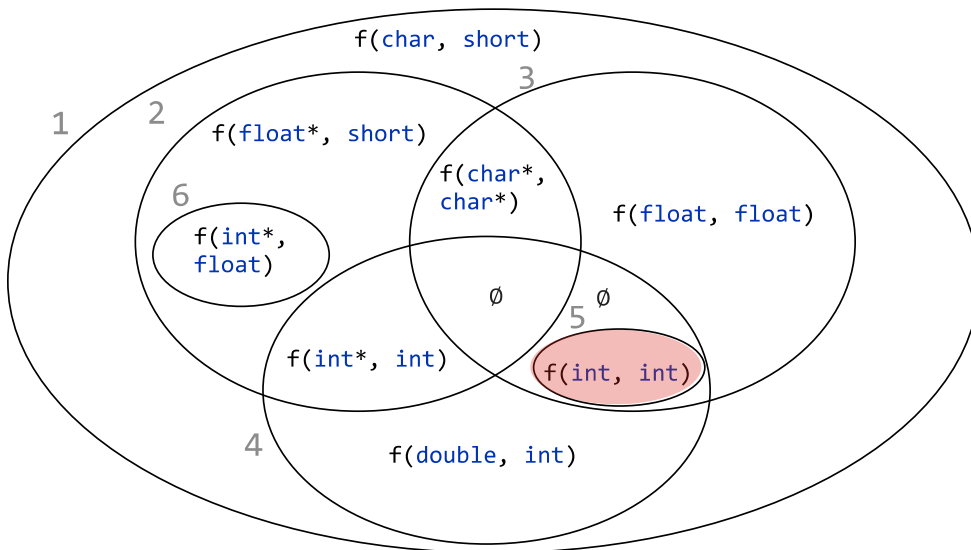 f(char, short)
3
2
1
f(float*, short)
f(char*,
char*)
6
f(float, float)
f(int*,
float)
∅ ∅
5
f(int*, int)
f(int, int)
4
f(double, int)